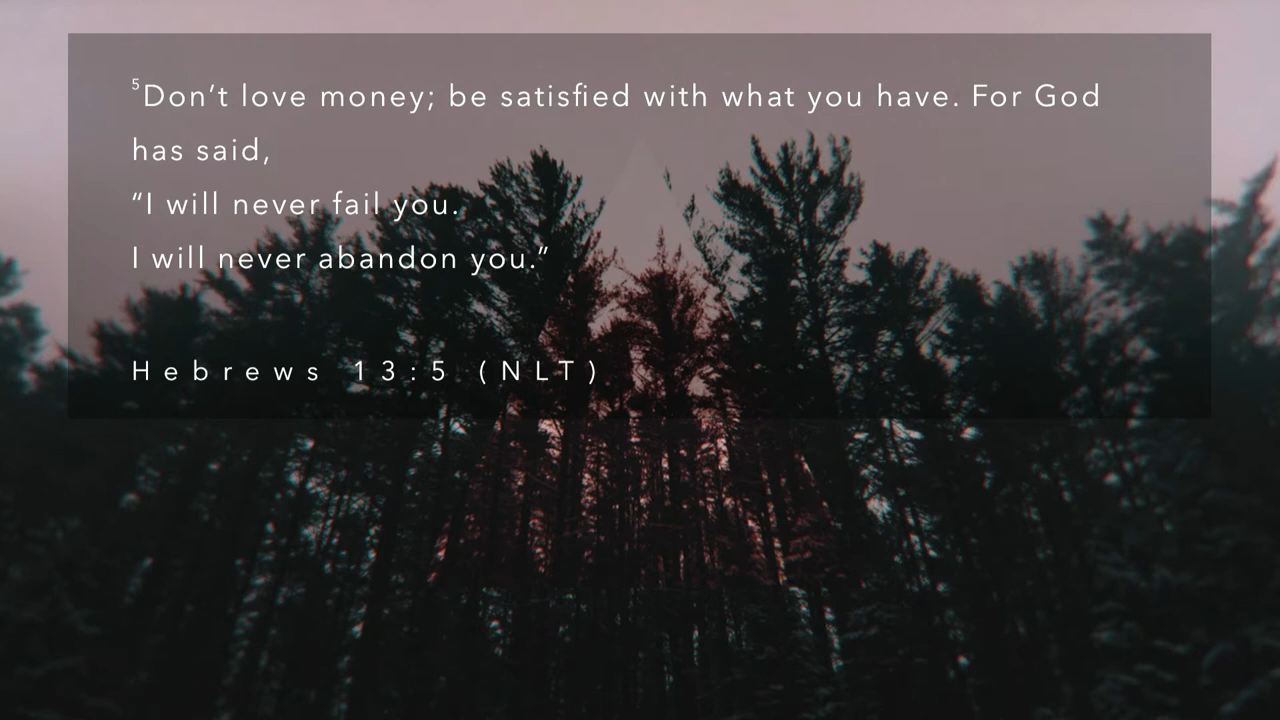 ⁵Don’t love money; be satisfied with what you have. For God
has said,
“I will never fail you.
I will never abandon you.”
Hebrews 13:5 (NLT)